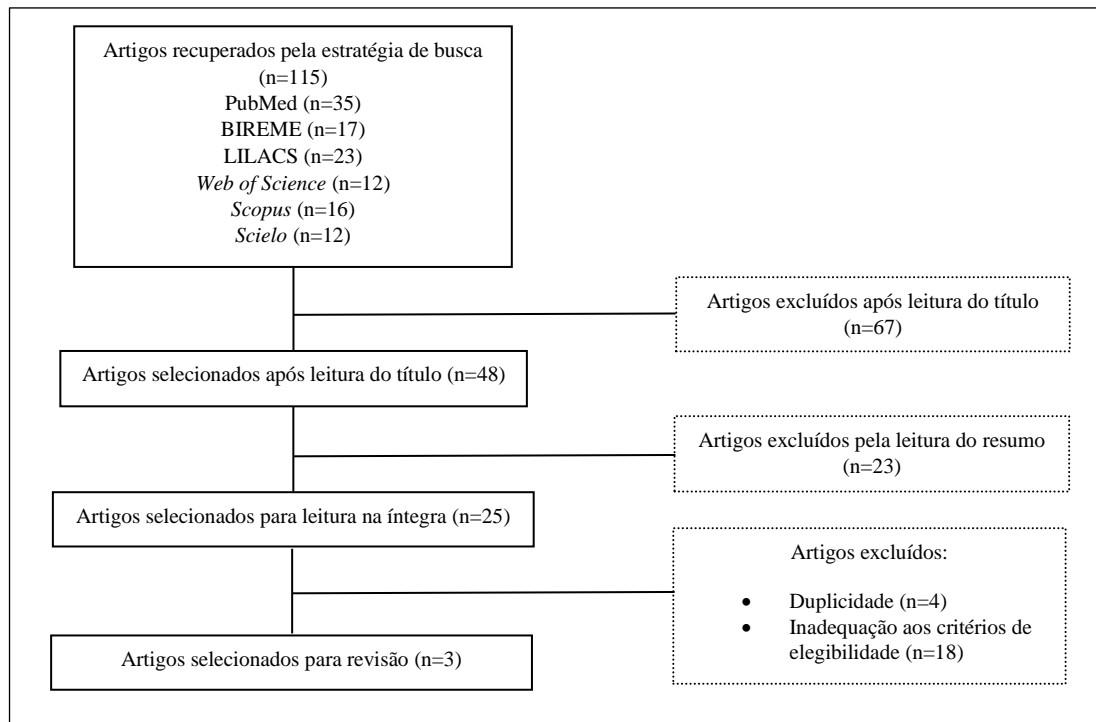 Artigos recuperados pela estratégia de busca
(n=115)
PubMed (n=35)
BIREME (n=17)
LILACS (n=23)
Web of Science (n=12)
Scopus (n=16)
Scielo (n=12)
Artigos excluídos após leitura do título
(n=67)
Artigos selecionados após leitura do título (n=48)
Artigos excluídos pela leitura do resumo
(n=23)
Artigos selecionados para leitura na íntegra (n=25)
Artigos excluídos:
• Duplicidade (n=4)
• Inadequação aos critérios de
elegibilidade (n=18)
Artigos selecionados para revisão (n=3)